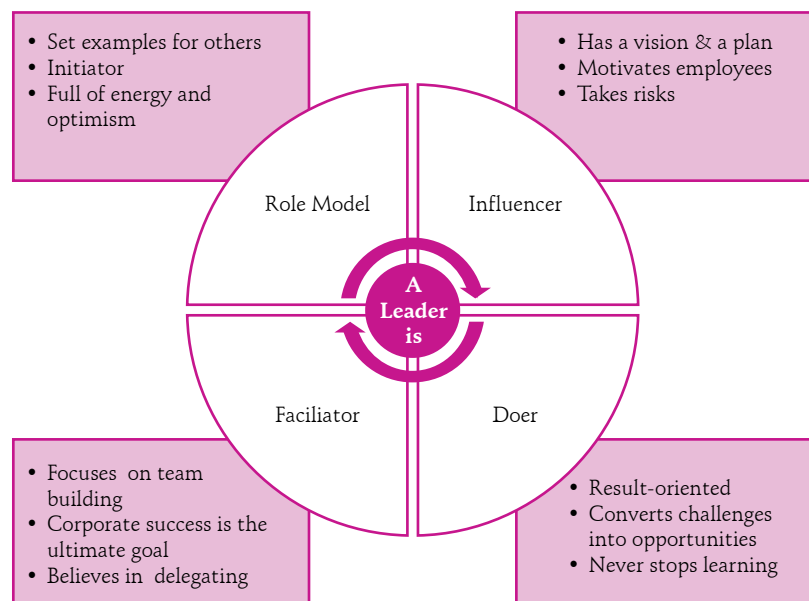 • Set examples for others
• Initiator
• Full of energy and
optimism
• Has a vision & a plan
• Motivates employees
• Takes risks
Role Model
Influencer
A
Leader
is
Faciliator
Doer
• Focuses on team
building
• Corporate success is the
ultimate goal
• Believes in delegating
• Result-oriented
• Converts challenges
into opportunities
• Never stops learning